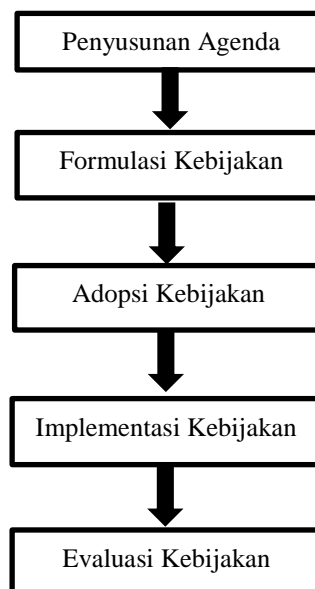 Penyusunan Agenda
Formulasi Kebijakan
Adopsi Kebijakan
Implementasi Kebijakan
Evaluasi Kebijakan